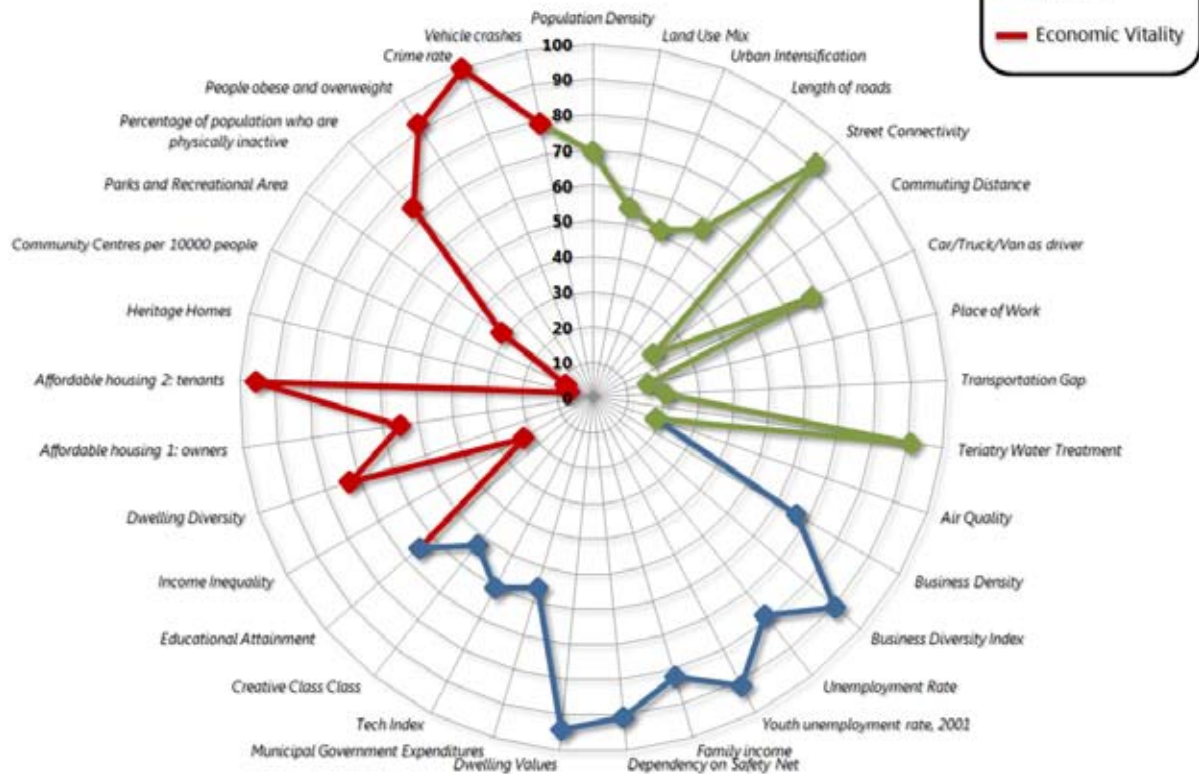 Economic Vitality
Population Density
Land Use Mix
Urban Intensification
Length of roads
Street Connectivity
Commuting Distance
Car/Truck/Van as driver
Place of Work
Transportation Gap
Teriatry Water Treatment
Air Quality
Business Density
Business Diversity Index
Unemployment Rate
Youth unemployment rate, 2001
Family income
Dependency on Safety Net
Dwelling Values
Municipal Government Expenditures
Tech Index
Creative Class Class
Educational Attainment
Income Inequality
Dwelling Diversity
Affordable housing 1: owners
Affordable housing 2: tenants
Heritage Homes
Community Centres per 10000 people
Parks and Recreational Area
Percentage of population who are
physically inactive
People obese and overweight
Crime rate
Vehicle crashes
100
90
80
70
60
50
40
30
20
10
0